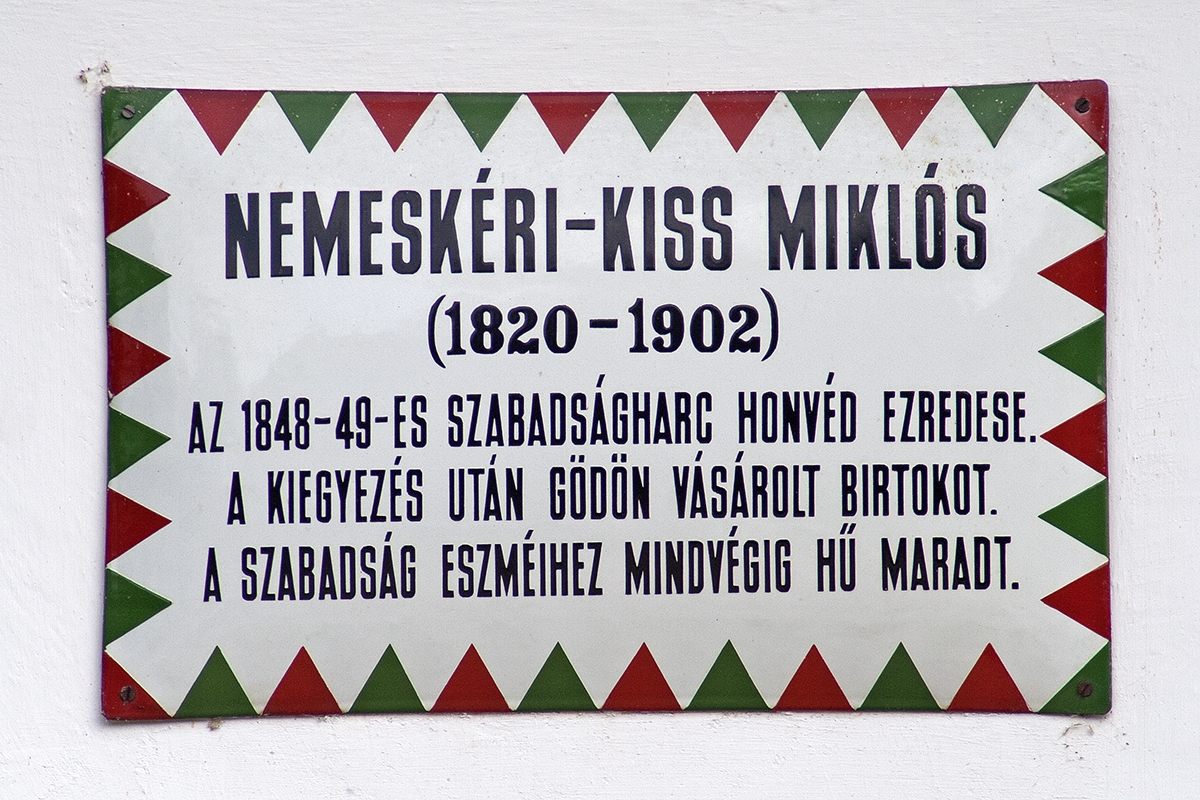 NEMESKÉRI-KISS MIKLÓS
(1820-1902)
AZ 1848-49-ES SZABADSÁGHARC HONVÉD EZREDESE.
A KIEGYEZÉS UTÁN GÖDÖN VÁSÁROLT BIRTOKOT.
A SZABADSÁG ESZMÉIHEZ MINDVÉGIG HŰ MARADT.